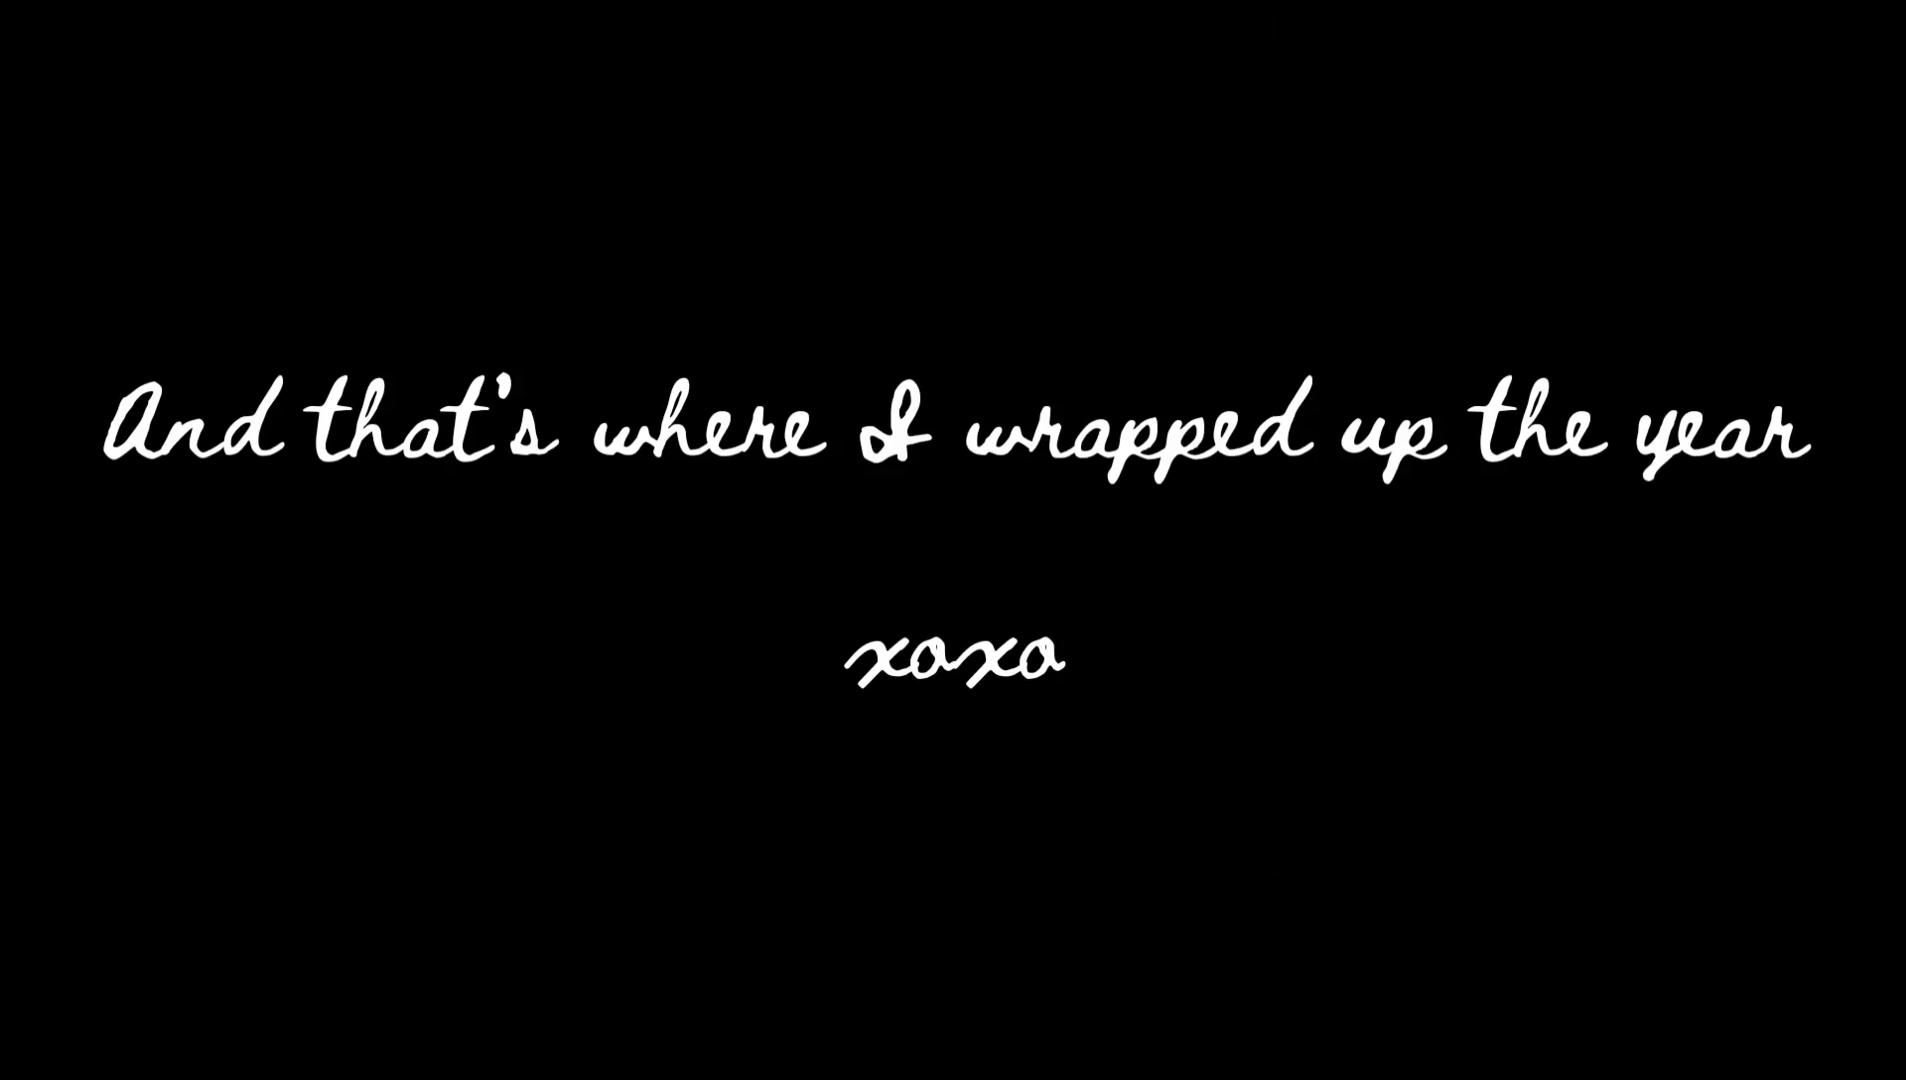 And that's where I wrapped up the year
xoxo